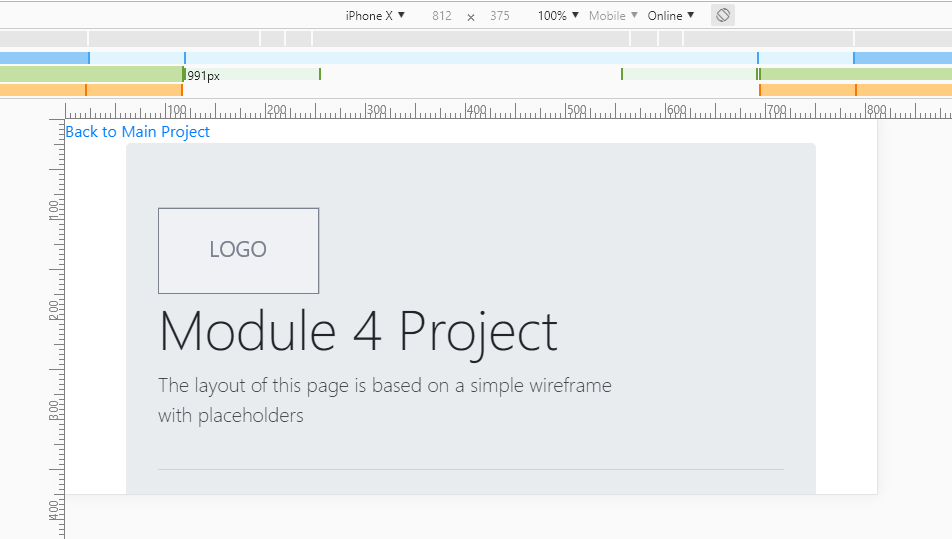 iPhone X ▼ 812 × 375 100% ▼ Mobile ▼ Online ▼
991px
100 200 300 400 500 600 700 800
Back to Main Project
100
LOGO
Module 4 Project
200
The layout of this page is based on a simple wireframe
with placeholders
300
400